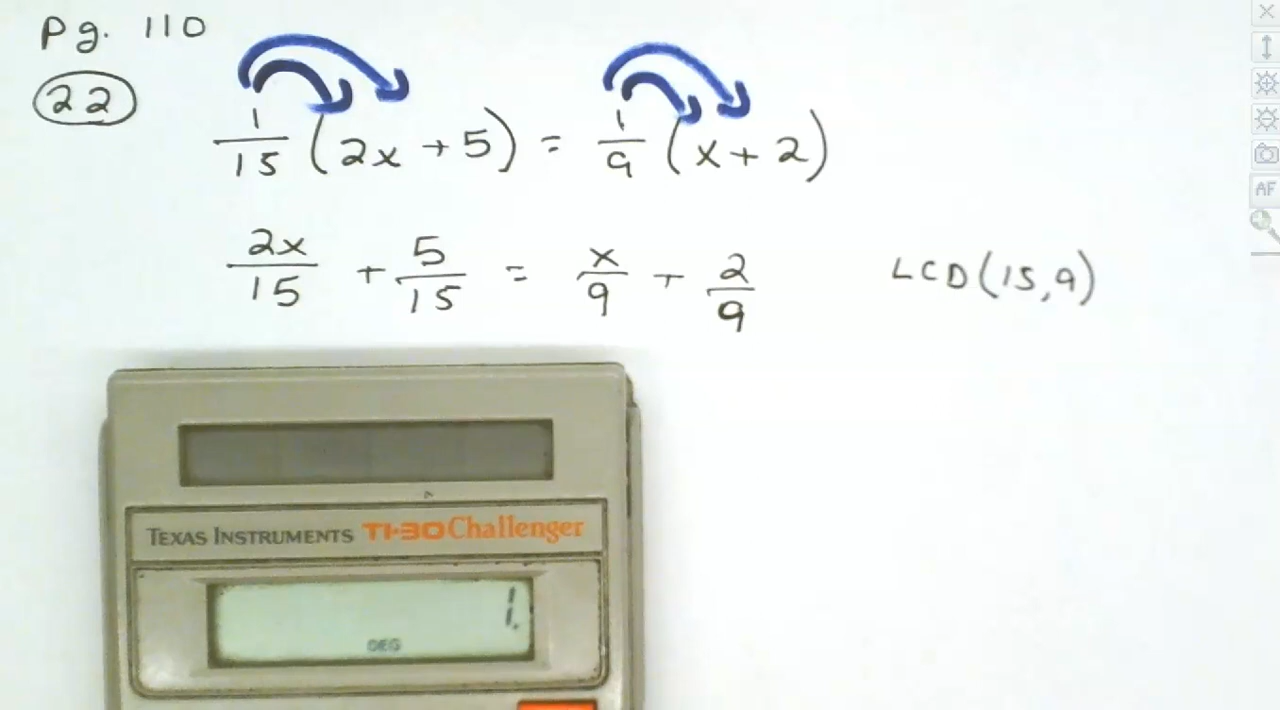 Pg. 110
22
1/15 (2x + 5) = 1/9 (x + 2)
2x/15 + 5/15 = x/9 + 2/9 LCD(15,9)
TEXAS INSTRUMENTS TI-30 Challenger
1.
DEG
AF